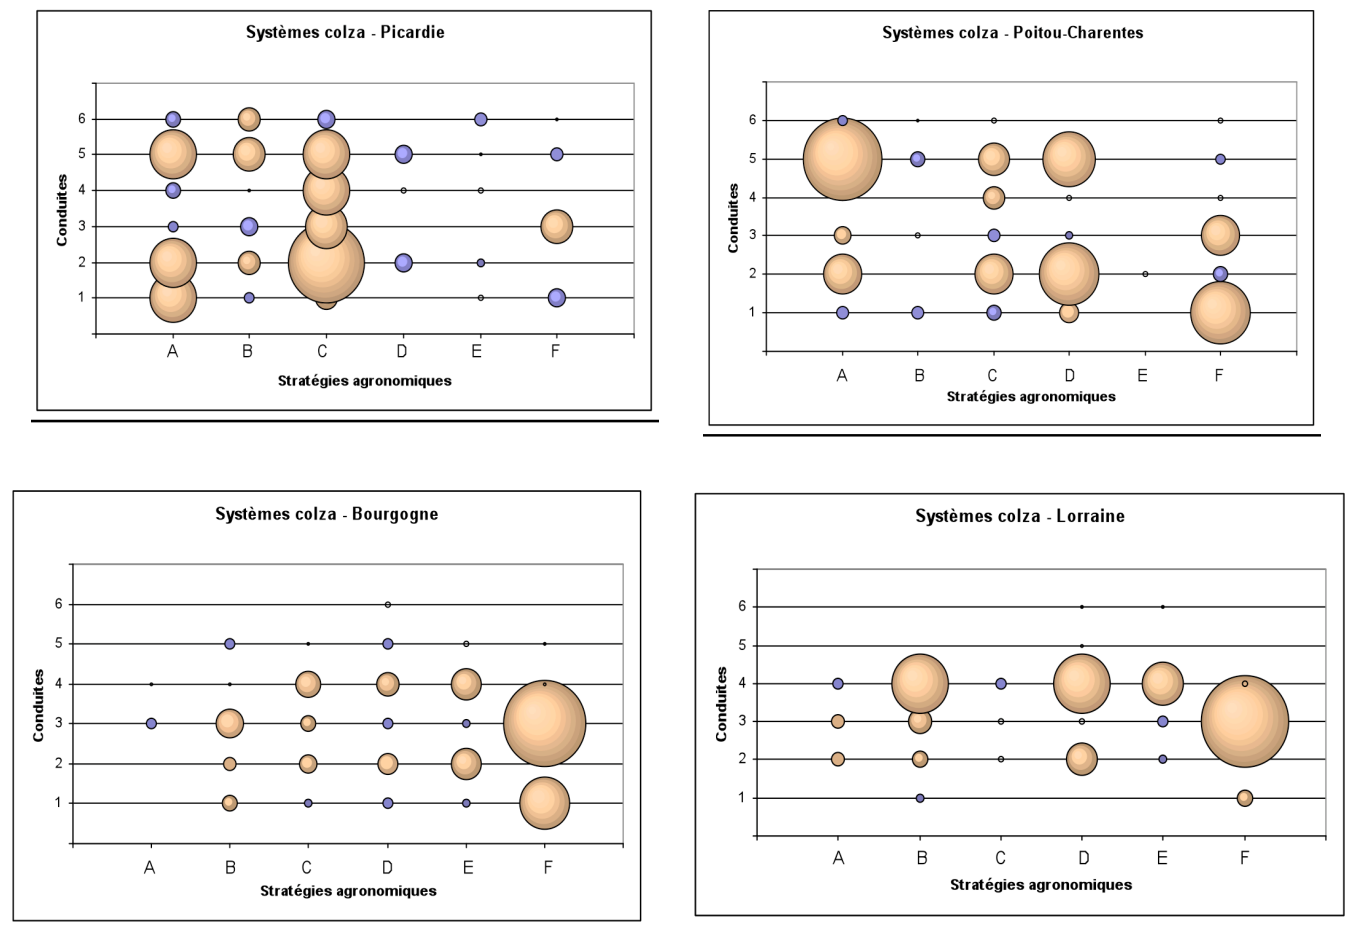 Systèmes colza - Picardie
Conduites
6
5
4
3
2
1
A B C D E F
Stratégies agronomiques
Systèmes colza - Poitou-Charentes
Conduites
6
5
4
3
2
1
A B C D E F
Stratégies agronomiques
Systèmes colza - Bourgogne
Conduites
6
5
4
3
2
1
A B C D E F
Stratégies agronomiques
Systèmes colza - Lorraine
Conduites
6
5
4
3
2
1
A B C D E F
Stratégies agronomiques